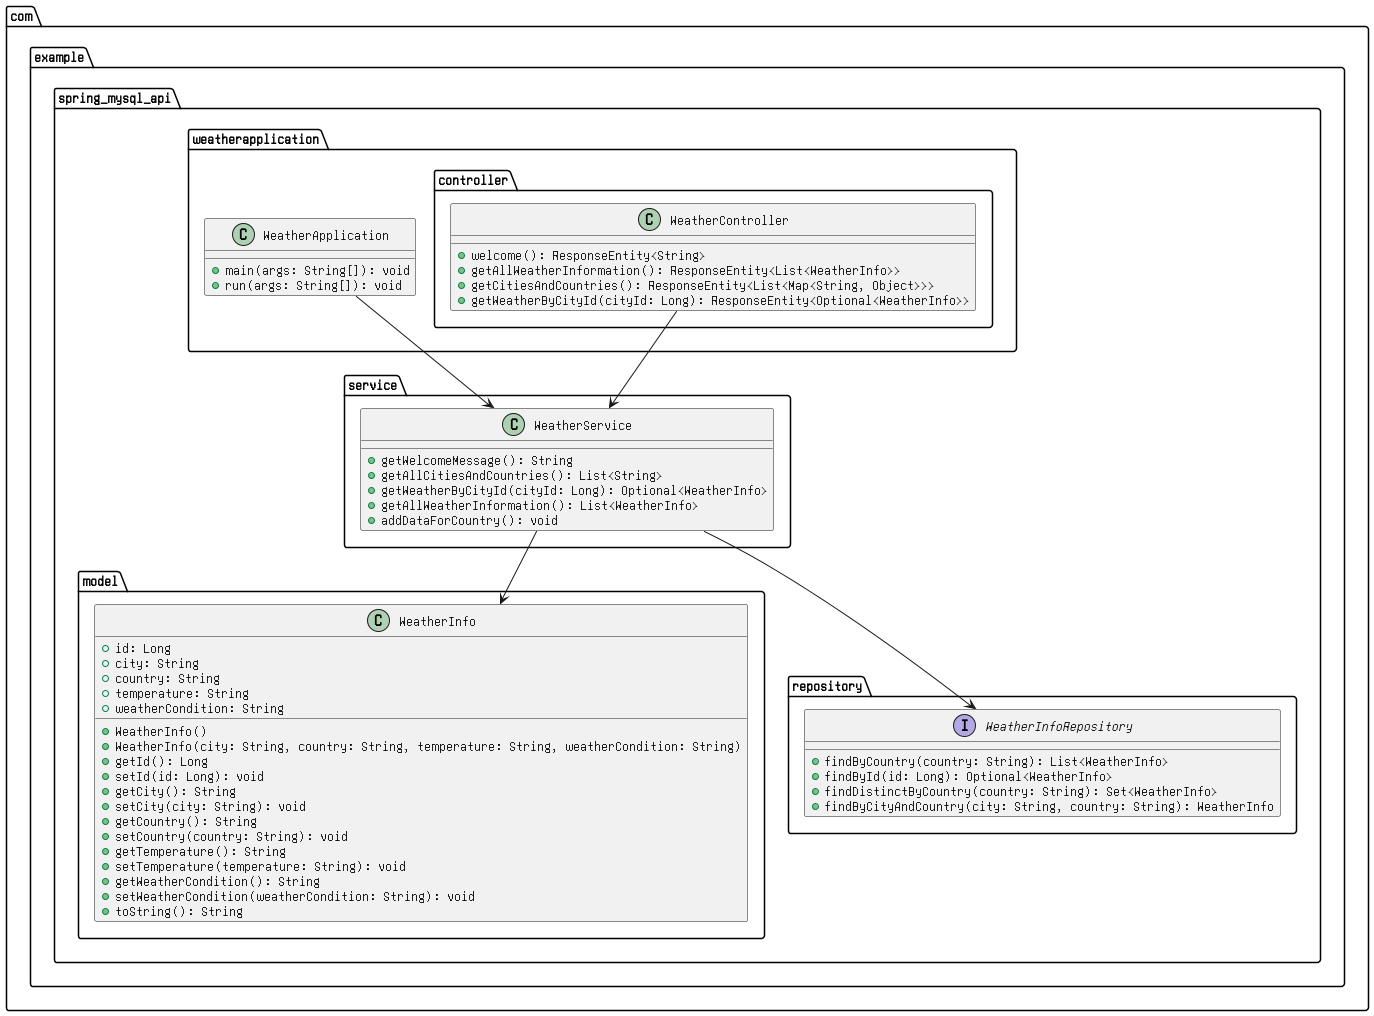 com
example
spring_mysql_api
weatherapplication
controller
C WeatherController
welcome(): ResponseEntity<String>
getAllWeatherInformation(): ResponseEntity<List<WeatherInfo>>
getCitiesAndCountries(): ResponseEntity<List<Map<String, Object>>>
getWeatherByCityId(cityId: Long): ResponseEntity<Optional<WeatherInfo>>
C WeatherApplication
main(args: String[]): void
run(args: String[]): void
service
C WeatherService
getWelcomeMessage(): String
getAllCitiesAndCountries(): List<String>
getWeatherByCityId(cityId: Long): Optional<WeatherInfo>
getAllWeatherInformation(): List<WeatherInfo>
addDataForCountry(): void
model
C WeatherInfo
id: Long
city: String
country: String
temperature: String
weatherCondition: String
WeatherInfo()
WeatherInfo(city: String, country: String, temperature: String, weatherCondition: String)
getId(): Long
setId(id: Long): void
getCity(): String
setCity(city: String): void
getCountry(): String
setCountry(country: String): void
getTemperature(): String
setTemperature(temperature: String): void
getWeatherCondition(): String
setWeatherCondition(weatherCondition: String): void
toString(): String
repository
I WeatherInfoRepository
findByCountry(country: String): List<WeatherInfo>
findById(id: Long): Optional<WeatherInfo>
findDistinctByCountry(country: String): Set<WeatherInfo>
findByCityAndCountry(city: String, country: String): WeatherInfo